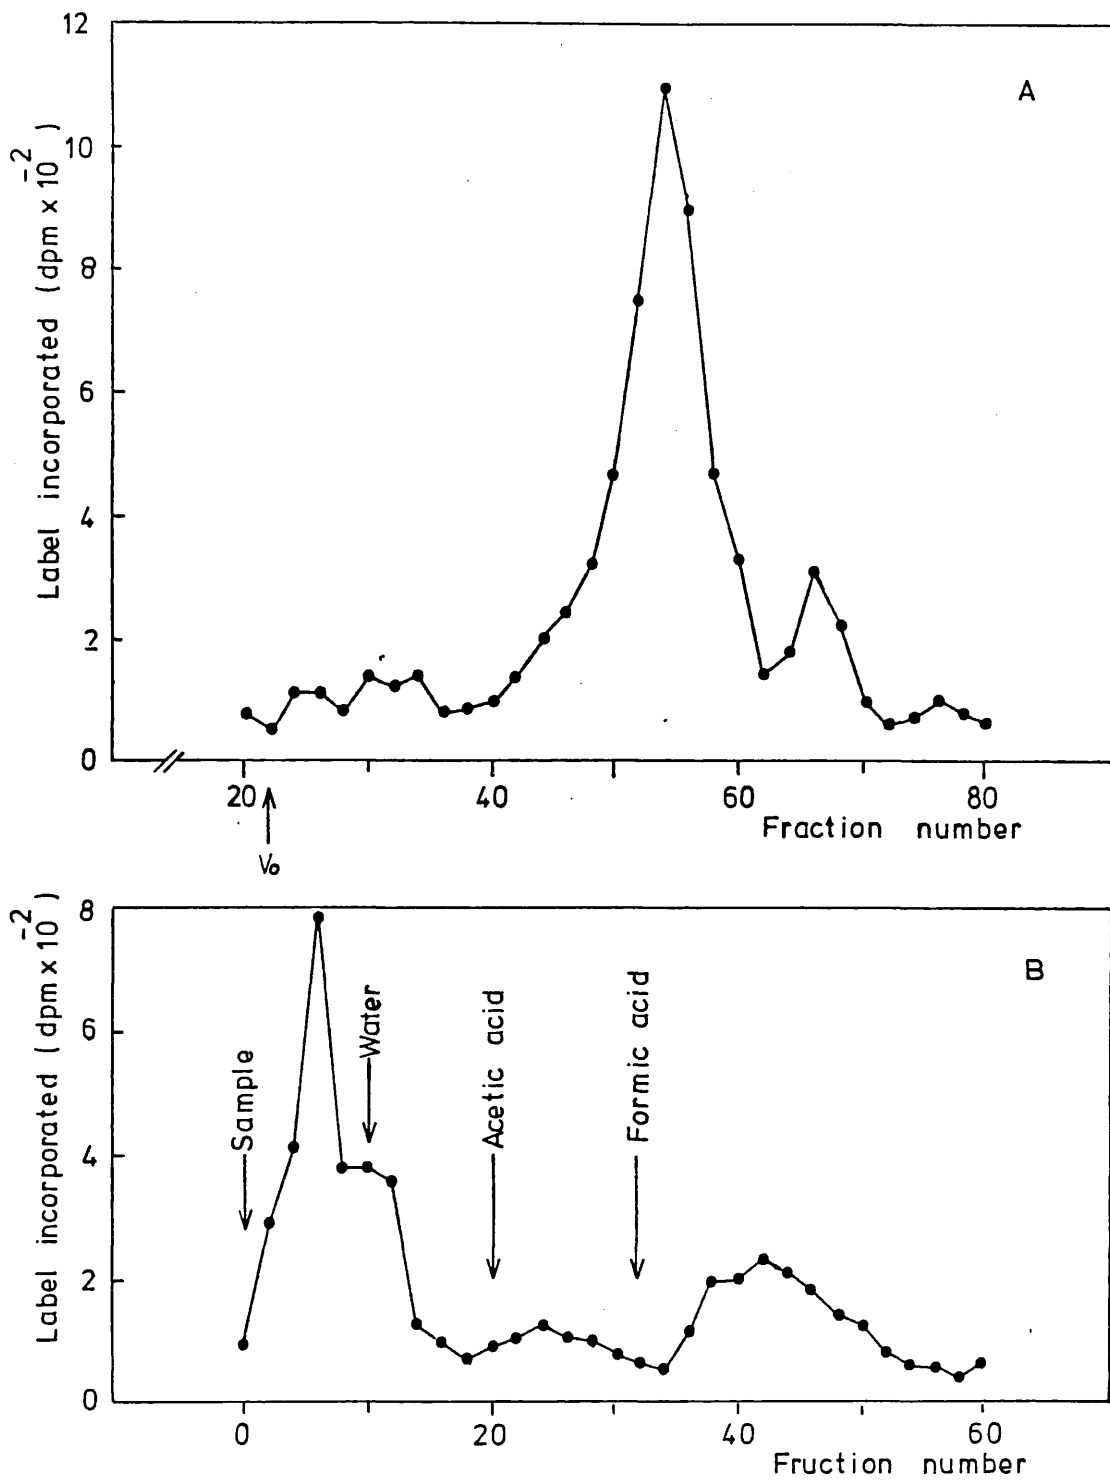 12
10
8
6
4
2
0
Label incorporated (dpm x 10⁻²)
A
20 40 60 80
Fraction number
V₀
8
6
4
2
0
Label incorporated (dpm x 10⁻²)
B
Sample
Water
Acetic acid
Formic acid
0 20 40 60
Fruction number